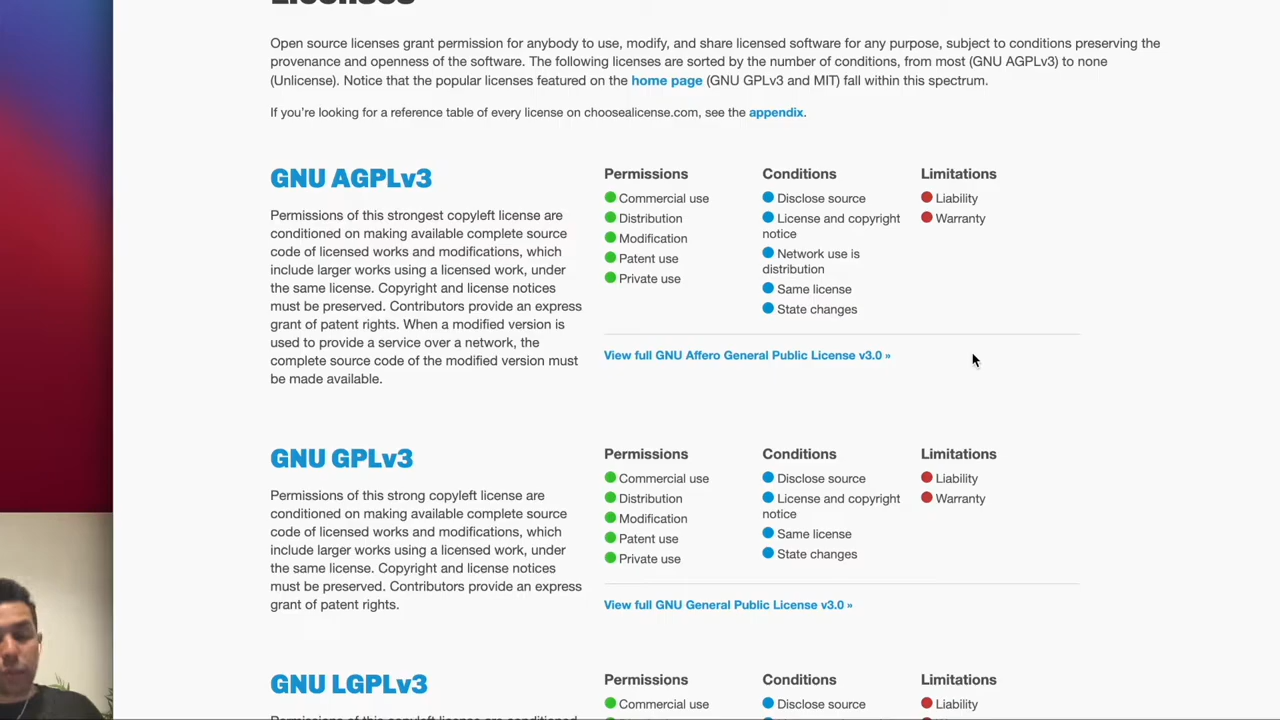 Licenses
Open source licenses grant permission for anybody to use, modify, and share licensed software for any purpose, subject to conditions preserving the
provenance and openness of the software. The following licenses are sorted by the number of conditions, from most (GNU AGPLv3) to none
(Unlicense). Notice that the popular licenses featured on the home page (GNU GPLv3 and MIT) fall within this spectrum.
If you’re looking for a reference table of every license on choosealicense.com, see the appendix.
GNU AGPLv3
Permissions of this strongest copyleft license are
conditioned on making available complete source
code of licensed works and modifications, which
include larger works using a licensed work, under
the same license. Copyright and license notices
must be preserved. Contributors provide an express
grant of patent rights. When a modified version is
used to provide a service over a network, the
complete source code of the modified version must
be made available.
Permissions
Commercial use
Distribution
Modification
Patent use
Private use
Conditions
Disclose source
License and copyright
notice
Network use is
distribution
Same license
State changes
Limitations
Liability
Warranty
View full GNU Affero General Public License v3.0 »
GNU GPLv3
Permissions of this strong copyleft license are
conditioned on making available complete source
code of licensed works and modifications, which
include larger works using a licensed work, under
the same license. Copyright and license notices
must be preserved. Contributors provide an express
grant of patent rights.
Permissions
Commercial use
Distribution
Modification
Patent use
Private use
Conditions
Disclose source
License and copyright
notice
Same license
State changes
Limitations
Liability
Warranty
View full GNU General Public License v3.0 »
GNU LGPLv3
Permissions of this copyleft license are conditioned
Permissions
Commercial use
Conditions
Disclose source
Limitations
Liability